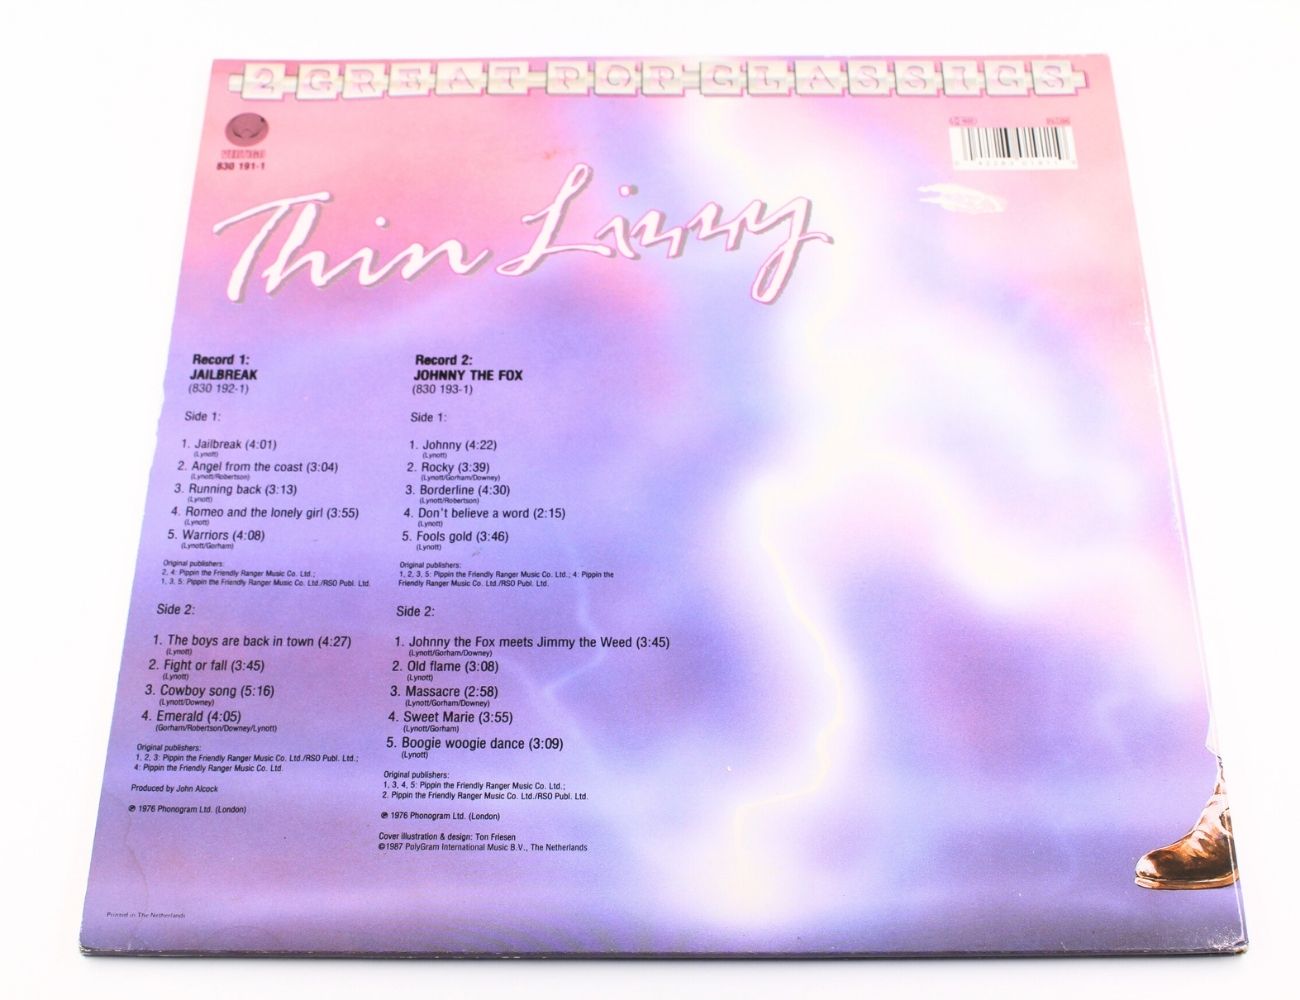 2 GREAT POP CLASSICS
VERTIGO
830 191-1
Thin Lizzy
Record 1:
JAILBREAK
(830 192-1)
Side 1:
1. Jailbreak (4:01)
(Lynott)
2. Angel from the coast (3:04)
(Lynott/Robertson)
3. Running back (3:13)
(Lynott)
4. Romeo and the lonely girl (3:55)
(Lynott)
5. Warriors (4:08)
(Lynott/Gorham)
Original publishers:
2, 4: Pippin the Friendly Ranger Music Co. Ltd.;
1, 3, 5: Pippin the Friendly Ranger Music Co. Ltd./RSO Publ. Ltd.
Side 2:
1. The boys are back in town (4:27)
(Lynott)
2. Fight or fall (3:45)
(Lynott)
3. Cowboy song (5:16)
(Lynott/Downey)
4. Emerald (4:05)
(Gorham/Robertson/Downey/Lynott)
Original publishers:
1, 2, 3: Pippin the Friendly Ranger Music Co. Ltd./RSO Publ. Ltd.;
4: Pippin the Friendly Ranger Music Co. Ltd.
Produced by John Alcock
℗ 1976 Phonogram Ltd. (London)
Record 2:
JOHNNY THE FOX
(830 193-1)
Side 1:
1. Johnny (4:22)
(Lynott)
2. Rocky (3:39)
(Lynott/Gorham/Downey)
3. Borderline (4:30)
(Lynott/Robertson)
4. Don't believe a word (2:15)
(Lynott)
5. Fools gold (3:46)
(Lynott)
Original publishers:
1, 2, 3, 5: Pippin the Friendly Ranger Music Co. Ltd.; 4: Pippin the
Friendly Ranger Music Co. Ltd./RSO Publ. Ltd.
Side 2:
1. Johnny the Fox meets Jimmy the Weed (3:45)
(Lynott/Gorham/Downey)
2. Old flame (3:08)
(Lynott)
3. Massacre (2:58)
(Lynott/Gorham/Downey)
4. Sweet Marie (3:55)
(Lynott/Gorham)
5. Boogie woogie dance (3:09)
(Lynott)
Original publishers:
1, 3, 4, 5: Pippin the Friendly Ranger Music Co. Ltd.;
2. Pippin the Friendly Ranger Music Co. Ltd./RSO Publ. Ltd.
℗ 1976 Phonogram Ltd. (London)
Cover illustration & design: Ton Friesen
©1987 PolyGram International Music B.V., The Netherlands
Printed in The Netherlands